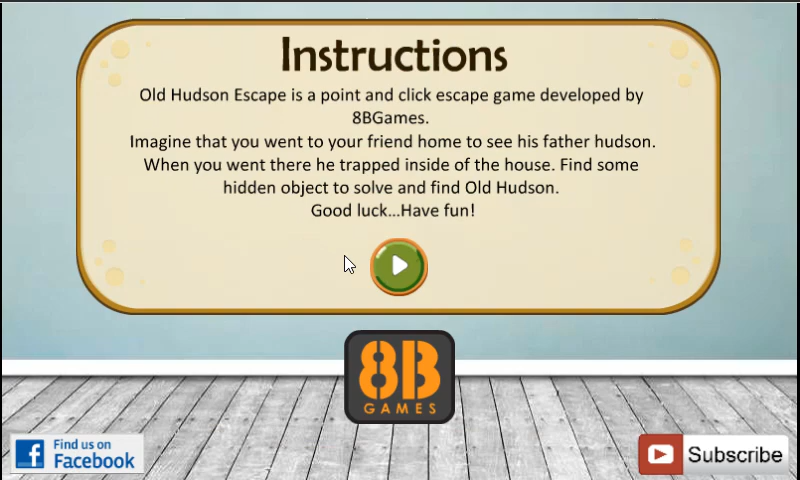 Instructions
Old Hudson Escape is a point and click escape game developed by
8BGames.
Imagine that you went to your friend home to see his father hudson.
When you went there he trapped inside of the house. Find some
hidden object to solve and find Old Hudson.
Good luck...Have fun!
8B
GAMES
Find us on
Facebook
Subscribe